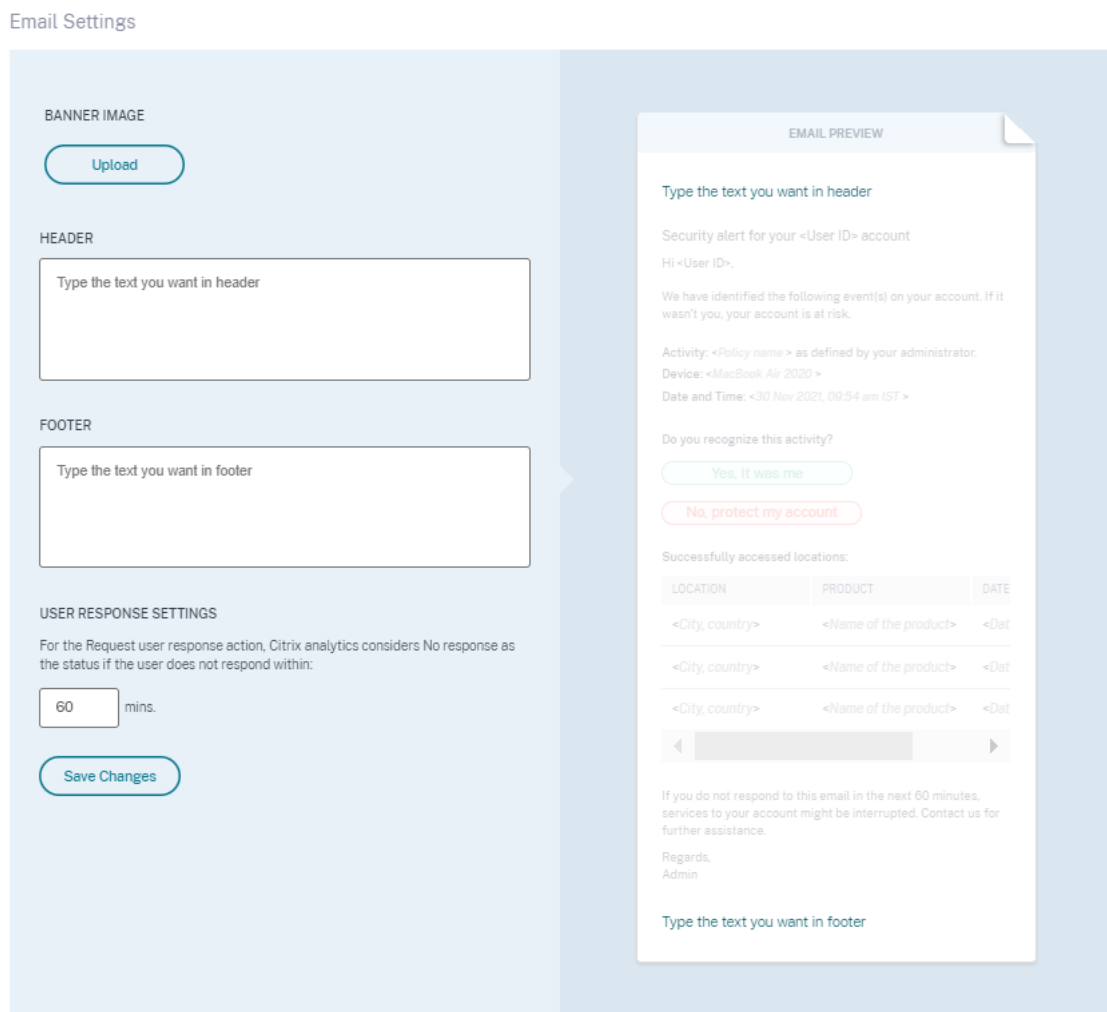 Email Settings
BANNER IMAGE
Upload
HEADER
Type the text you want in header
FOOTER
Type the text you want in footer
USER RESPONSE SETTINGS
For the Request user response action, Citrix analytics considers No response as
the status if the user does not respond within:
60 mins.
Save Changes
EMAIL PREVIEW
Type the text you want in header
Security alert for your <User ID> account
Hi <User ID>,
We have identified the following event(s) on your account. If it
wasn't you, your account is at risk.
Activity: <Policy name > as defined by your administrator.
Device: <MacBook Air 2020 >
Date and Time: <30 Nov 2021, 09:54 am IST >
Do you recognize this activity?
Yes, It was me
No, protect my account
Successfully accessed locations:
LOCATION PRODUCT DATE
<City, country> <Name of the product> <Dat
<City, country> <Name of the product> <Dat
<City, country> <Name of the product> <Dat
If you do not respond to this email in the next 60 minutes,
services to your account might be interrupted. Contact us for
further assistance.
Regards,
Admin
Type the text you want in footer